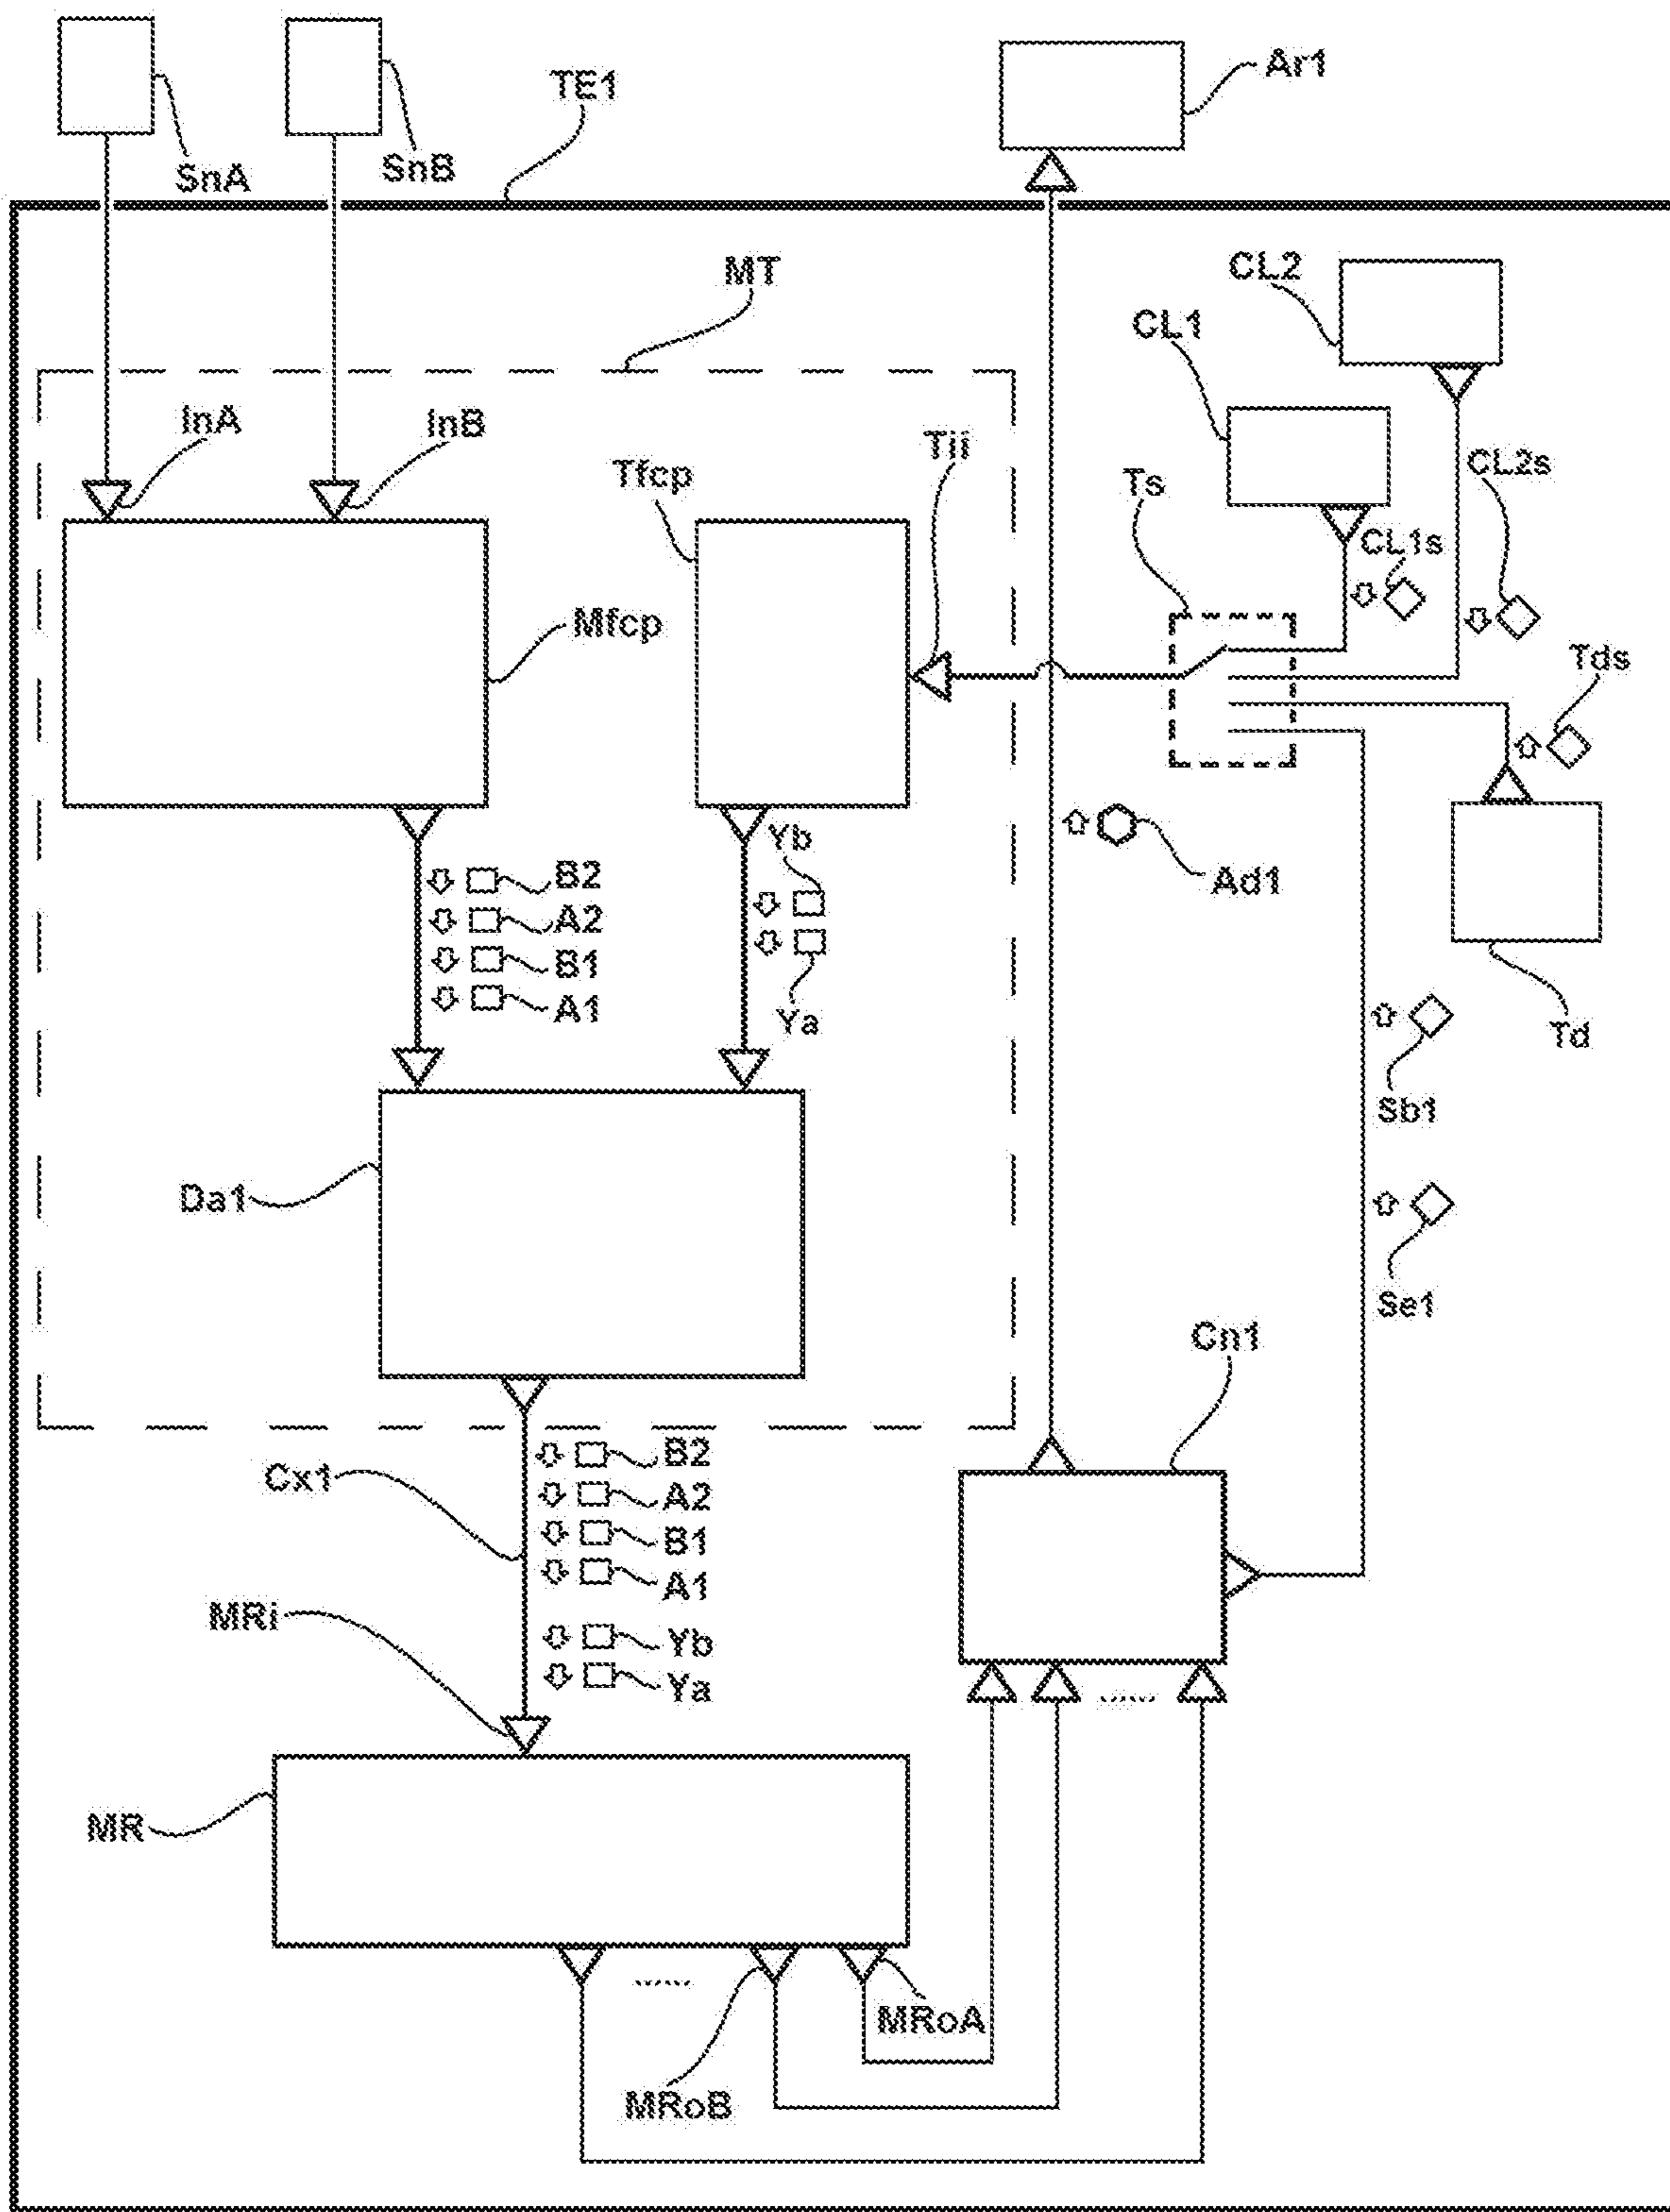 Ar1
TE1
SnA
SnB
MT
CL2
CL1
InA
InB
Tfcp
Tii
Ts
CL2s
CL1s
Mfcp
Tds
Yb
B2
A2
B1
A1
Ad1
Ya
Td
Sb1
Da1
Se1
Cn1
Cx1
B2
A2
B1
A1
MRi
Yb
Ya
MR
MRoA
MRoB